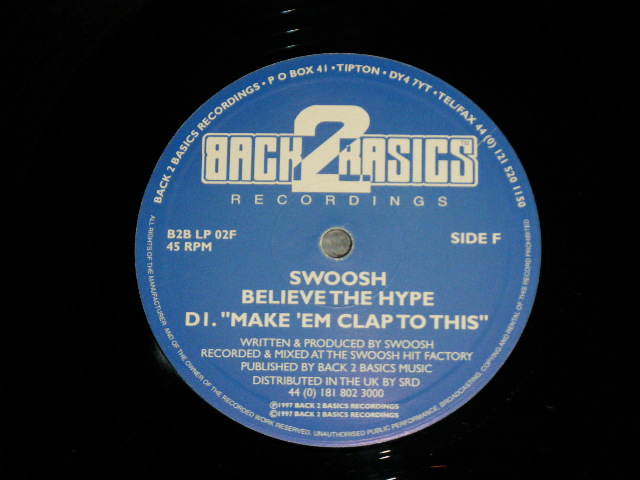 BACK 2 BASICS RECORDINGS • P O BOX 41 • TIPTON • DY4 7YT • TEL/FAX 44 (0) 121 520 1150
BACK 2 BASICS
RECORDINGS
B2B LP 02F
45 RPM
SIDE F
SWOOSH
BELIEVE THE HYPE
D1. "MAKE 'EM CLAP TO THIS"
WRITTEN & PRODUCED BY SWOOSH
RECORDED & MIXED AT THE SWOOSH HIT FACTORY
PUBLISHED BY BACK 2 BASICS MUSIC
DISTRIBUTED IN THE UK BY SRD
44 (0) 181 802 3000
Ⓟ1997 BACK 2 BASICS RECORDINGS
©1997 BACK 2 BASICS RECORDINGS
ALL RIGHTS OF THE MANUFACTURER AND OF THE OWNER OF THE RECORDED WORK RESERVED. UNAUTHORISED PUBLIC PERFORMANCE, BROADCASTING, COPYING AND RENTAL OF THIS RECORD PROHIBITED